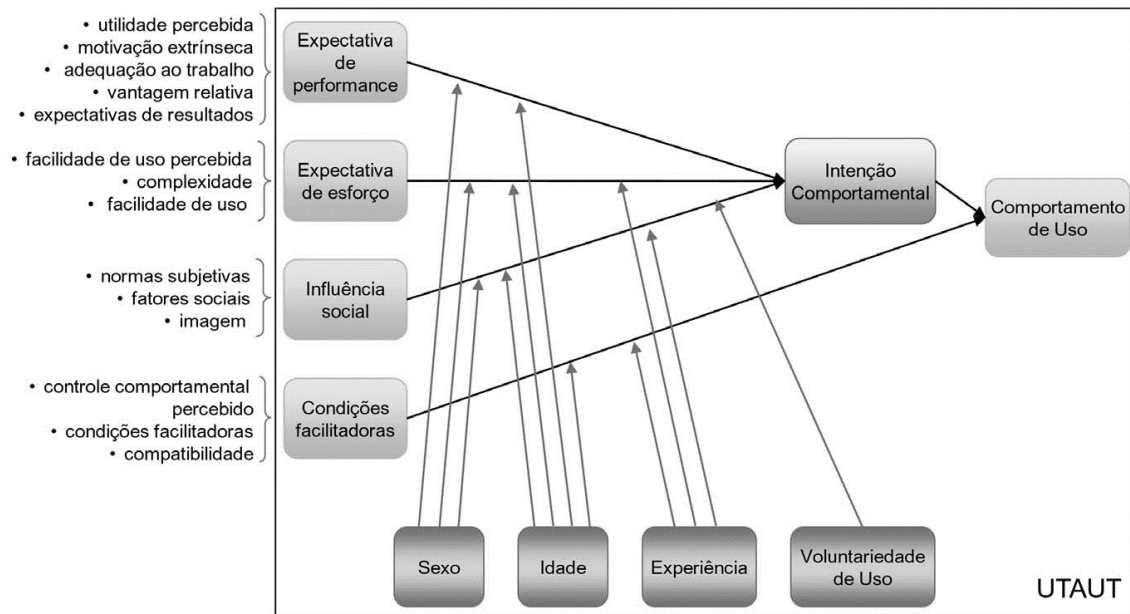 • utilidade percebida
• motivação extrínseca
• adequação ao trabalho
• vantagem relativa
• expectativas de resultados
Expectativa
de
performance
• facilidade de uso percebida
• complexidade
• facilidade de uso
Expectativa
de esforço
• normas subjetivas
• fatores sociais
• imagem
Influência
social
• controle comportamental
percebido
• condições facilitadoras
• compatibilidade
Condições
facilitadoras
Intenção
Comportamental
Comportamento
de Uso
Sexo
Idade
Experiência
Voluntariedade
de Uso
UTAUT